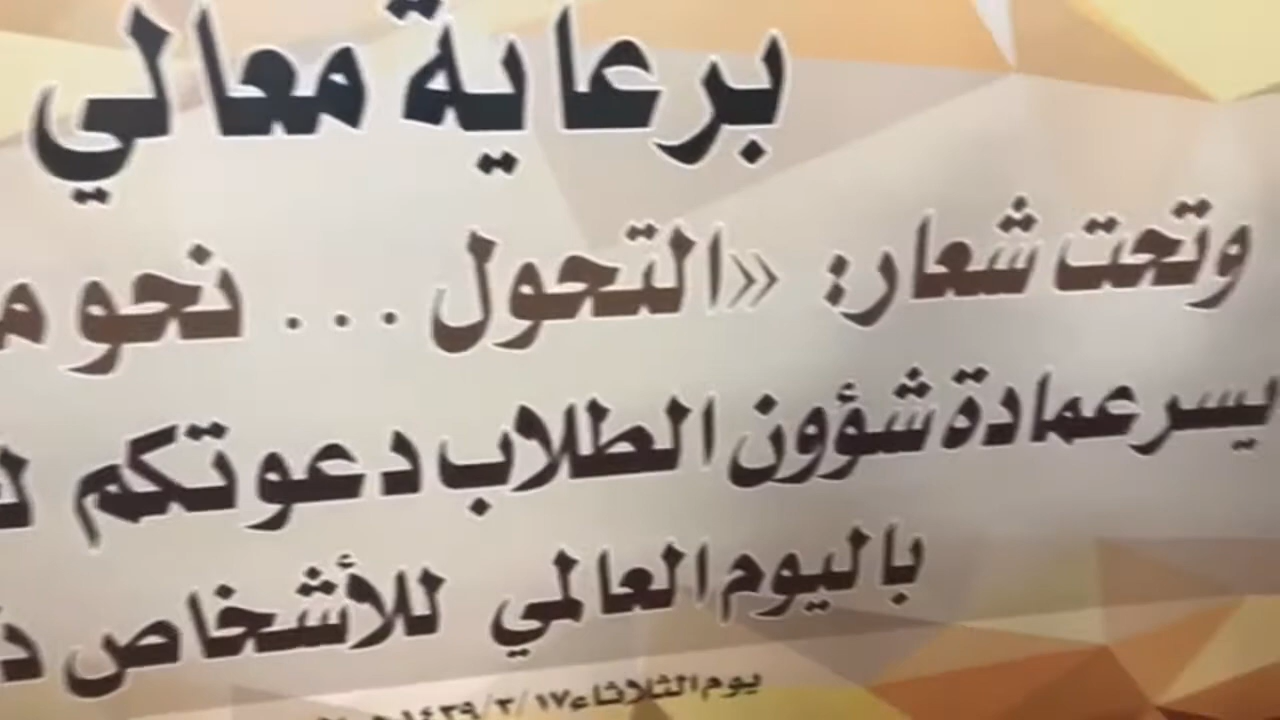 برعاية معالي
وتحت شعار: «التحول ... نحو
يسر عمادة شؤون الطلاب دعوتكم
باليوم العالمي للأشخاص
يوم الثلاثاء ١٤٣٩/٣/١٧